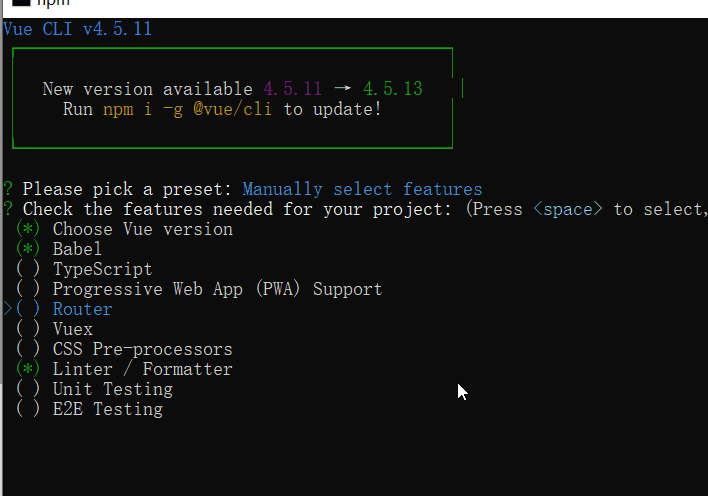 npm
Vue CLI v4.5.11
New version available 4.5.11 → 4.5.13
Run npm i -g @vue/cli to update!
? Please pick a preset: Manually select features
? Check the features needed for your project: (Press <space> to select,
(*) Choose Vue version
(*) Babel
( ) TypeScript
( ) Progressive Web App (PWA) Support
>( ) Router
( ) Vuex
( ) CSS Pre-processors
(*) Linter / Formatter
( ) Unit Testing
( ) E2E Testing